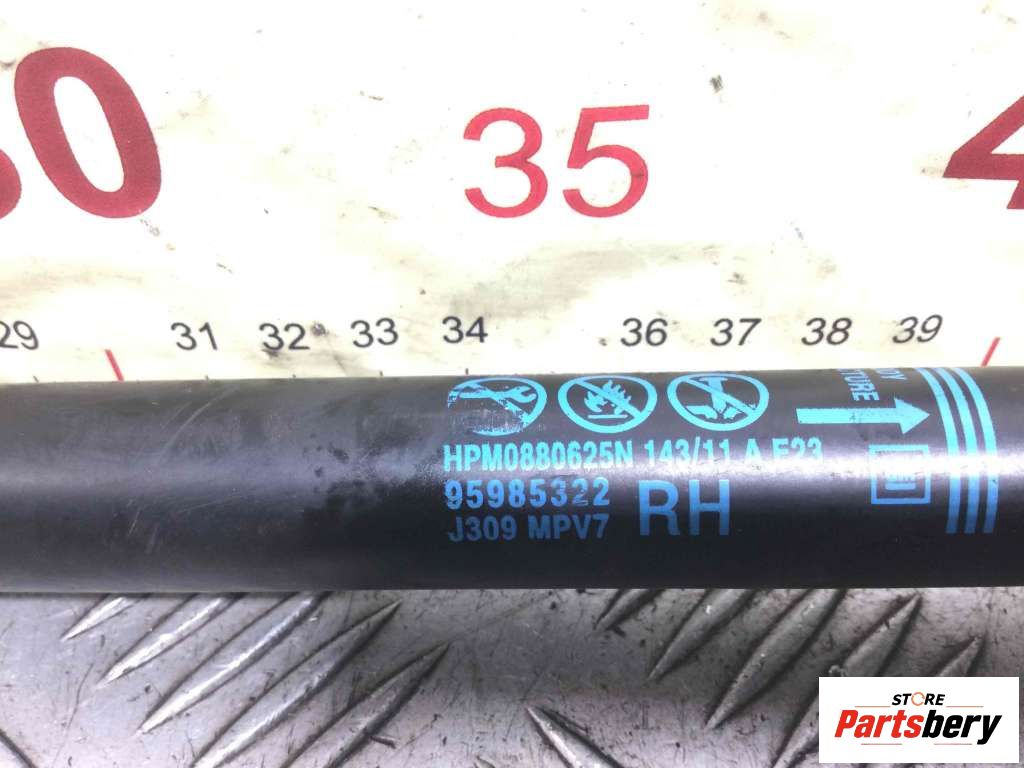 35
29 31 32 33 34 36 37 38 39
HPM0880625N 143/11 A E23
95985322
J309 MPV7
RH
STORE
Partsbery